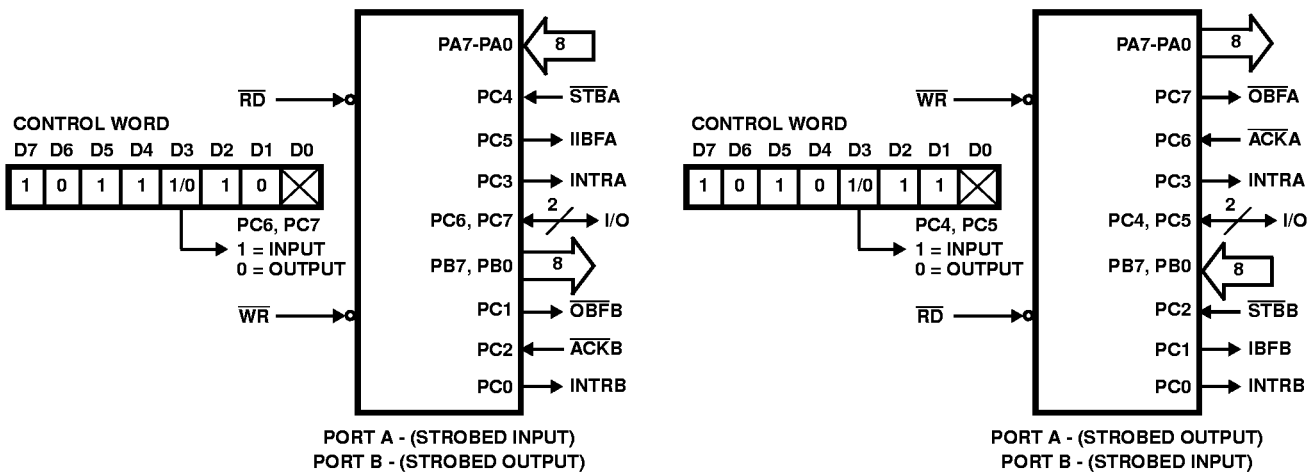 PA7-PA0 8
RD
PC4 STBA
CONTROL WORD
PC5 IIBFA
D7 D6 D5 D4 D3 D2 D1 D0
1 0 1 1 1/0 1 0
PC3 INTRA
PC6, PC7 2 I/O
PC6, PC7
1 = INPUT
0 = OUTPUT
PB7, PB0 8
WR
PC1 OBFB
PC2 ACKB
PC0 INTRB
PORT A - (STROBED INPUT)
PORT B - (STROBED OUTPUT)
PA7-PA0 8
WR
PC7 OBFA
CONTROL WORD
PC6 ACKA
D7 D6 D5 D4 D3 D2 D1 D0
1 0 1 0 1/0 1 1
PC3 INTRA
PC4, PC5 2 I/O
PC4, PC5
1 = INPUT
0 = OUTPUT
PB7, PB0 8
RD
PC2 STBB
PC1 IBFB
PC0 INTRB
PORT A - (STROBED OUTPUT)
PORT B - (STROBED INPUT)